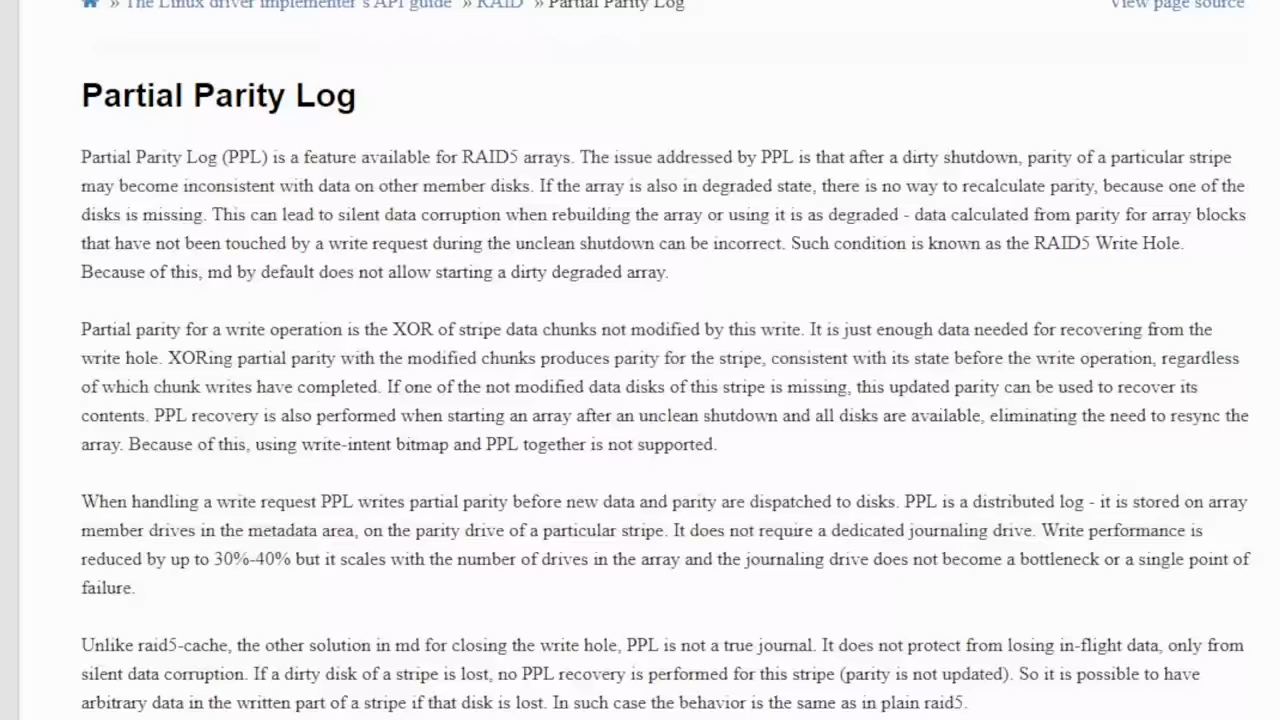 » The Linux driver implementer's API guide » RAID » Partial Parity Log View page source
Partial Parity Log
Partial Parity Log (PPL) is a feature available for RAID5 arrays. The issue addressed by PPL is that after a dirty shutdown, parity of a particular stripe
may become inconsistent with data on other member disks. If the array is also in degraded state, there is no way to recalculate parity, because one of the
disks is missing. This can lead to silent data corruption when rebuilding the array or using it is as degraded - data calculated from parity for array blocks
that have not been touched by a write request during the unclean shutdown can be incorrect. Such condition is known as the RAID5 Write Hole.
Because of this, md by default does not allow starting a dirty degraded array.
Partial parity for a write operation is the XOR of stripe data chunks not modified by this write. It is just enough data needed for recovering from the
write hole. XORing partial parity with the modified chunks produces parity for the stripe, consistent with its state before the write operation, regardless
of which chunk writes have completed. If one of the not modified data disks of this stripe is missing, this updated parity can be used to recover its
contents. PPL recovery is also performed when starting an array after an unclean shutdown and all disks are available, eliminating the need to resync the
array. Because of this, using write-intent bitmap and PPL together is not supported.
When handling a write request PPL writes partial parity before new data and parity are dispatched to disks. PPL is a distributed log - it is stored on array
member drives in the metadata area, on the parity drive of a particular stripe. It does not require a dedicated journaling drive. Write performance is
reduced by up to 30%-40% but it scales with the number of drives in the array and the journaling drive does not become a bottleneck or a single point of
failure.
Unlike raid5-cache, the other solution in md for closing the write hole, PPL is not a true journal. It does not protect from losing in-flight data, only from
silent data corruption. If a dirty disk of a stripe is lost, no PPL recovery is performed for this stripe (parity is not updated). So it is possible to have
arbitrary data in the written part of a stripe if that disk is lost. In such case the behavior is the same as in plain raid5.